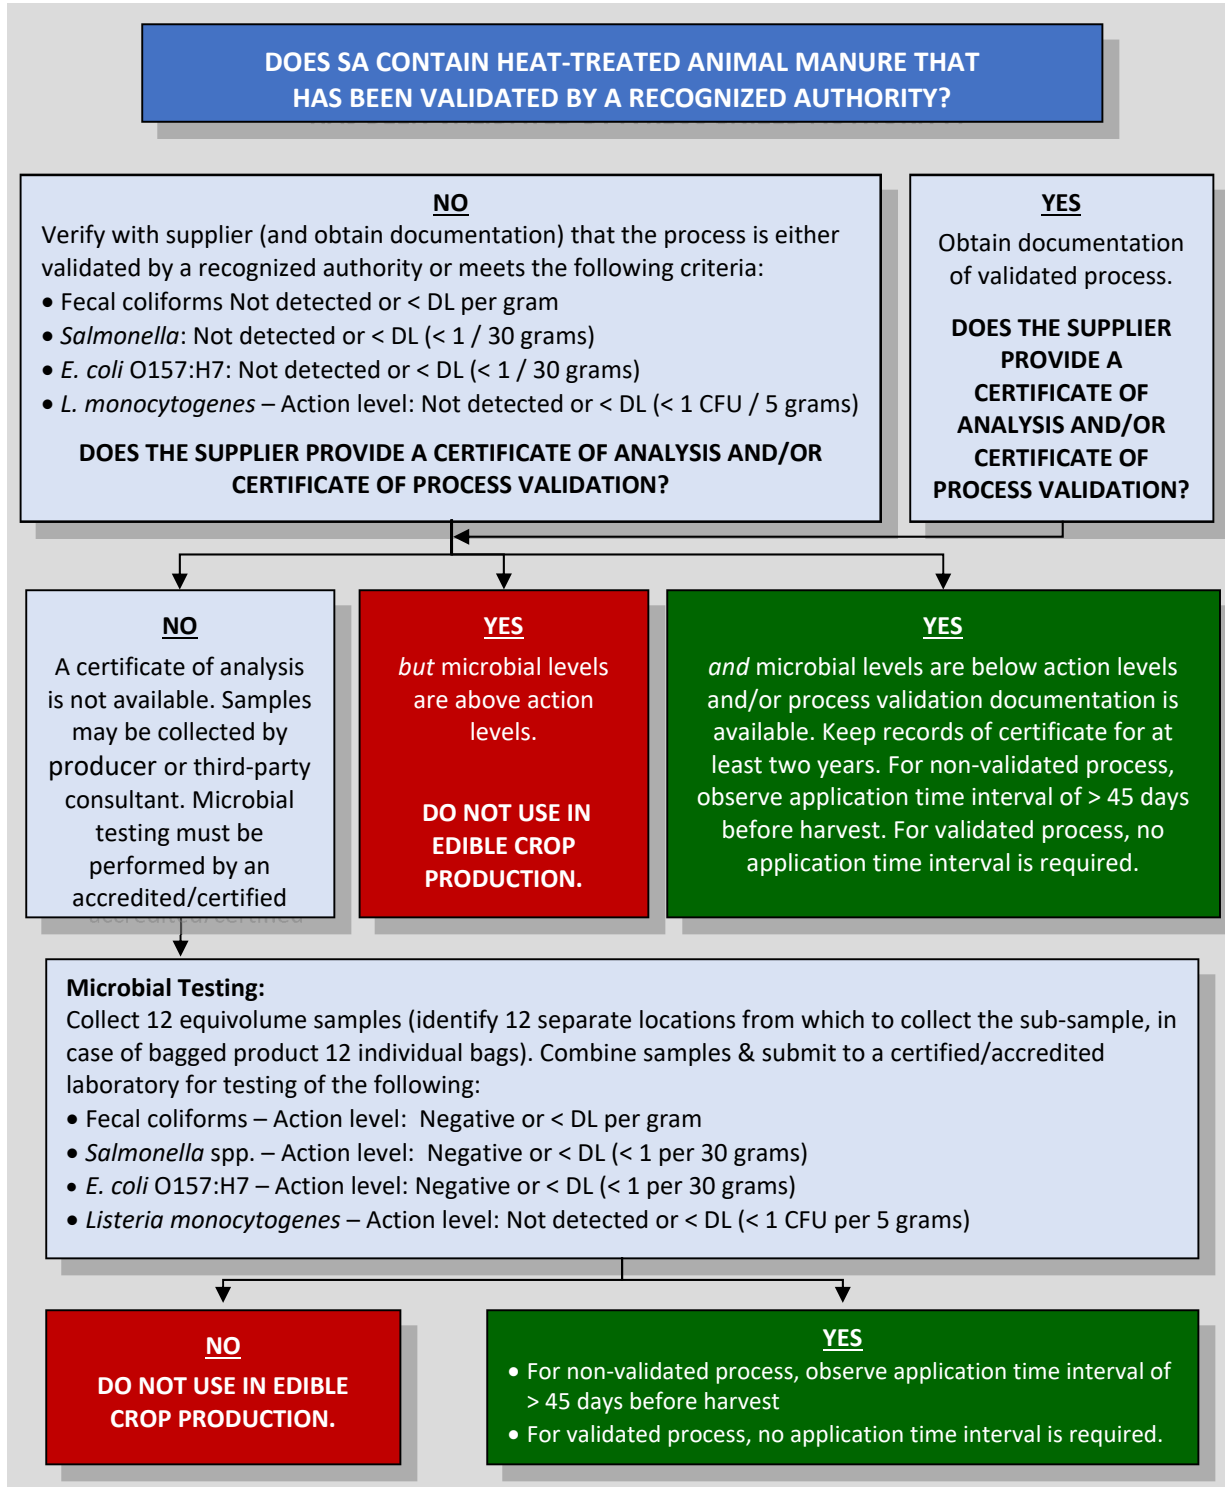 DOES SA CONTAIN HEAT-TREATED ANIMAL MANURE THAT
HAS BEEN VALIDATED BY A RECOGNIZED AUTHORITY?
NO
Verify with supplier (and obtain documentation) that the process is either
validated by a recognized authority or meets the following criteria:
• Fecal coliforms Not detected or < DL per gram
• Salmonella: Not detected or < DL (< 1 / 30 grams)
• E. coli O157:H7: Not detected or < DL (< 1 / 30 grams)
• L. monocytogenes – Action level: Not detected or < DL (< 1 CFU / 5 grams)
DOES THE SUPPLIER PROVIDE A CERTIFICATE OF ANALYSIS AND/OR
CERTIFICATE OF PROCESS VALIDATION?
YES
Obtain documentation
of validated process.
DOES THE SUPPLIER
PROVIDE A
CERTIFICATE OF
ANALYSIS AND/OR
CERTIFICATE OF
PROCESS VALIDATION?
NO
A certificate of analysis
is not available. Samples
may be collected by
producer or third-party
consultant. Microbial
testing must be
performed by an
accredited/certified
YES
but microbial levels
are above action
levels.
DO NOT USE IN
EDIBLE CROP
PRODUCTION.
YES
and microbial levels are below action levels
and/or process validation documentation is
available. Keep records of certificate for at
least two years. For non-validated process,
observe application time interval of > 45 days
before harvest. For validated process, no
application time interval is required.
Microbial Testing:
Collect 12 equivolume samples (identify 12 separate locations from which to collect the sub-sample, in
case of bagged product 12 individual bags). Combine samples & submit to a certified/accredited
laboratory for testing of the following:
• Fecal coliforms – Action level: Negative or < DL per gram
• Salmonella spp. – Action level: Negative or < DL (< 1 per 30 grams)
• E. coli O157:H7 – Action level: Negative or < DL (< 1 per 30 grams)
• Listeria monocytogenes – Action level: Not detected or < DL (< 1 CFU per 5 grams)
NO
DO NOT USE IN EDIBLE
CROP PRODUCTION.
YES
• For non-validated process, observe application time interval of
> 45 days before harvest
• For validated process, no application time interval is required.